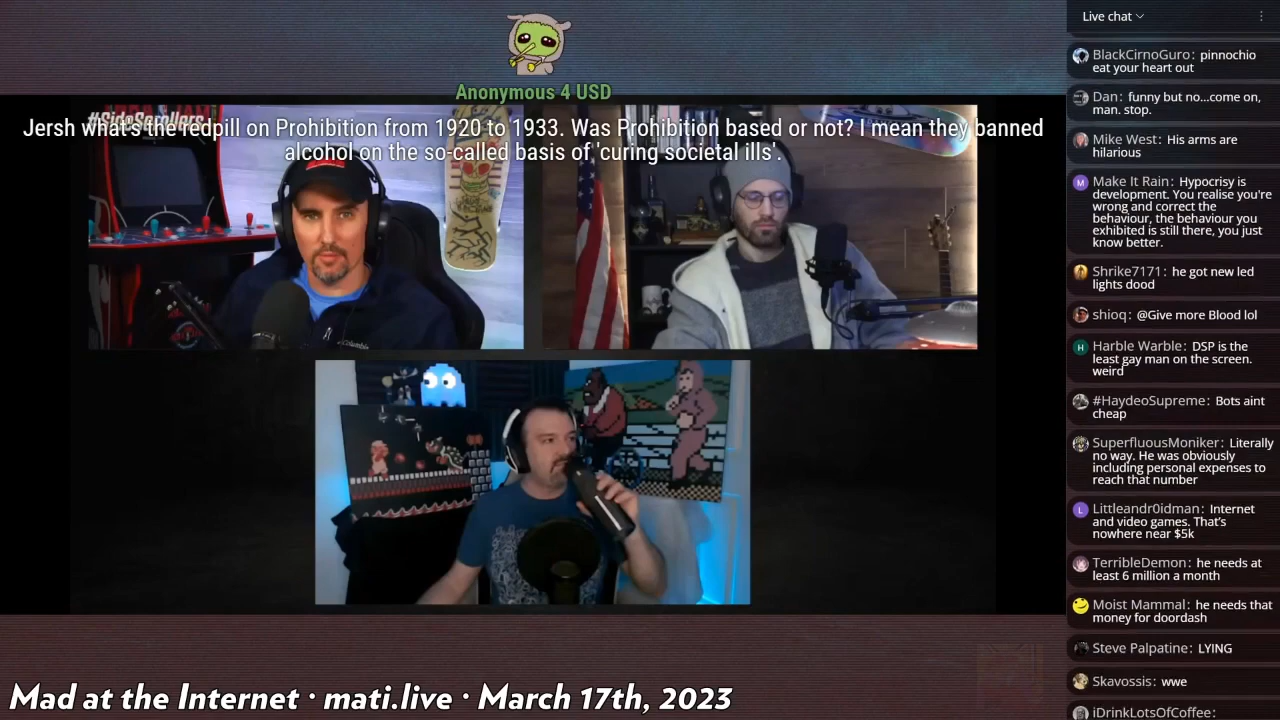 Anonymous 4 USD
#SideScrollers
Jersh what's the redpill on Prohibition from 1920 to 1933. Was Prohibition based or not? I mean they banned
alcohol on the so-called basis of 'curing societal ills'.
Columbia
Mad at the Internet · mati.live · March 17th, 2023
Live chat
BlackCirnoGuro: pinnochio
eat your heart out
Dan: funny but no...come on,
man. stop.
Mike West: His arms are
hilarious
M
Make It Rain: Hypocrisy is
development. You realise you're
wrong and correct the
behaviour, the behaviour you
exhibited is still there, you just
know better.
Shrike7171: he got new led
lights dood
shioq: @Give more Blood lol
H
Harble Warble: DSP is the
least gay man on the screen.
weird
#HaydeoSupreme: Bots aint
cheap
SuperfluousMoniker: Literally
no way. He was obviously
including personal expenses to
reach that number
L
Littleandr0idman: Internet
and video games. That's
nowhere near $5k
TerribleDemon: he needs at
least 6 million a month
Moist Mammal: he needs that
money for doordash
Steve Palpatine: LYING
Skavossis: wwe
iDrinkLotsOfCoffee: